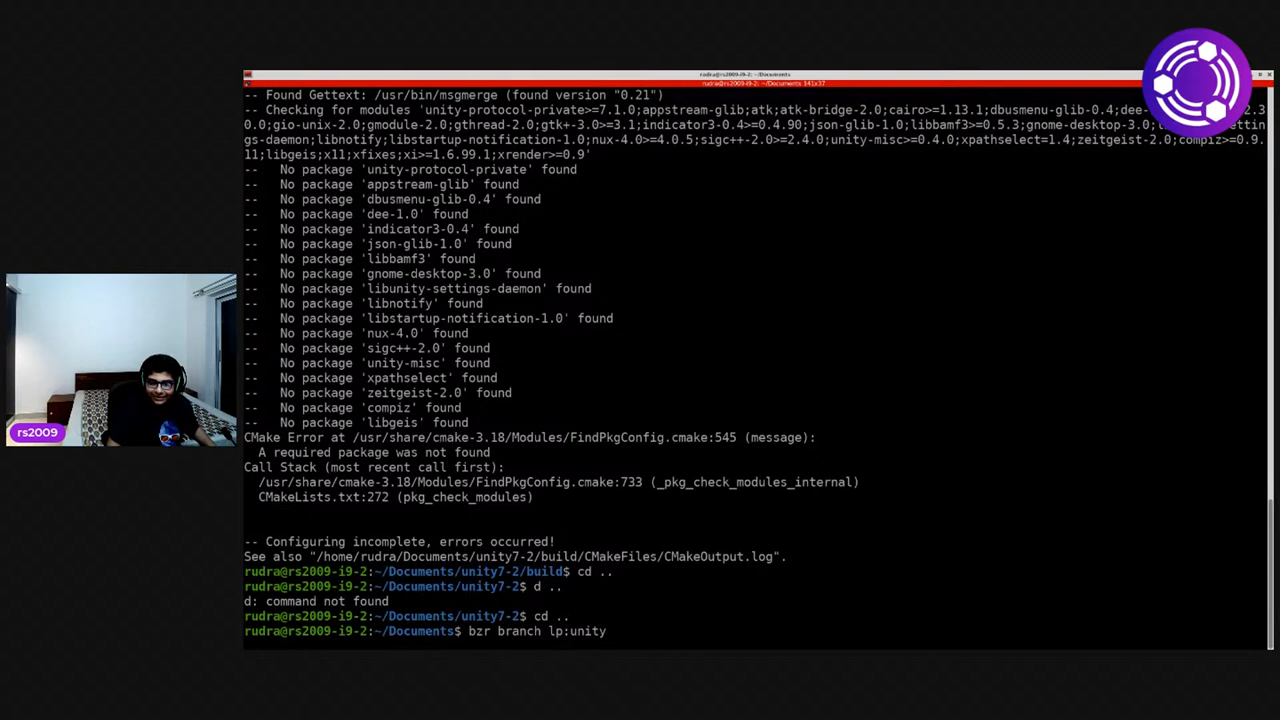 rudra@rs2009-i9-2: ~/Documents
rudra@rs2009-i9-2: ~/Documents 141x37
-- Found Gettext: /usr/bin/msgmerge (found version "0.21")
-- Checking for modules 'unity-protocol-private>=7.1.0;appstream-glib;atk;atk-bridge-2.0;cairo>=1.13.1;dbusmenu-glib-0.4;dee-
0.0;gio-unix-2.0;gmodule-2.0;gthread-2.0;gtk+-3.0>=3.1;indicator3-0.4>=0.4.90;json-glib-1.0;libbamf3>=0.5.3;gnome-desktop-3.0;
gs-daemon;libnotify;libstartup-notification-1.0;nux-4.0>=4.0.5;sigc++-2.0>=2.4.0;unity-misc>=0.4.0;xpathselect=1.4;zeitgeist-2.0;compiz>=0.9.
11;libgeis;x11;xfixes;xi>=1.6.99.1;xrender>=0.9'
--   No package 'unity-protocol-private' found
--   No package 'appstream-glib' found
--   No package 'dbusmenu-glib-0.4' found
--   No package 'dee-1.0' found
--   No package 'indicator3-0.4' found
--   No package 'json-glib-1.0' found
--   No package 'libbamf3' found
--   No package 'gnome-desktop-3.0' found
--   No package 'libunity-settings-daemon' found
--   No package 'libnotify' found
--   No package 'libstartup-notification-1.0' found
--   No package 'nux-4.0' found
--   No package 'sigc++-2.0' found
--   No package 'unity-misc' found
--   No package 'xpathselect' found
--   No package 'zeitgeist-2.0' found
--   No package 'compiz' found
--   No package 'libgeis' found
CMake Error at /usr/share/cmake-3.18/Modules/FindPkgConfig.cmake:545 (message):
  A required package was not found
Call Stack (most recent call first):
  /usr/share/cmake-3.18/Modules/FindPkgConfig.cmake:733 (_pkg_check_modules_internal)
  CMakeLists.txt:272 (pkg_check_modules)
-- Configuring incomplete, errors occurred!
See also "/home/rudra/Documents/unity7-2/build/CMakeFiles/CMakeOutput.log".
rudra@rs2009-i9-2:~/Documents/unity7-2/build$ cd ..
rudra@rs2009-i9-2:~/Documents/unity7-2$ d ..
d: command not found
rudra@rs2009-i9-2:~/Documents/unity7-2$ cd ..
rudra@rs2009-i9-2:~/Documents$ bzr branch lp:unity
rs2009